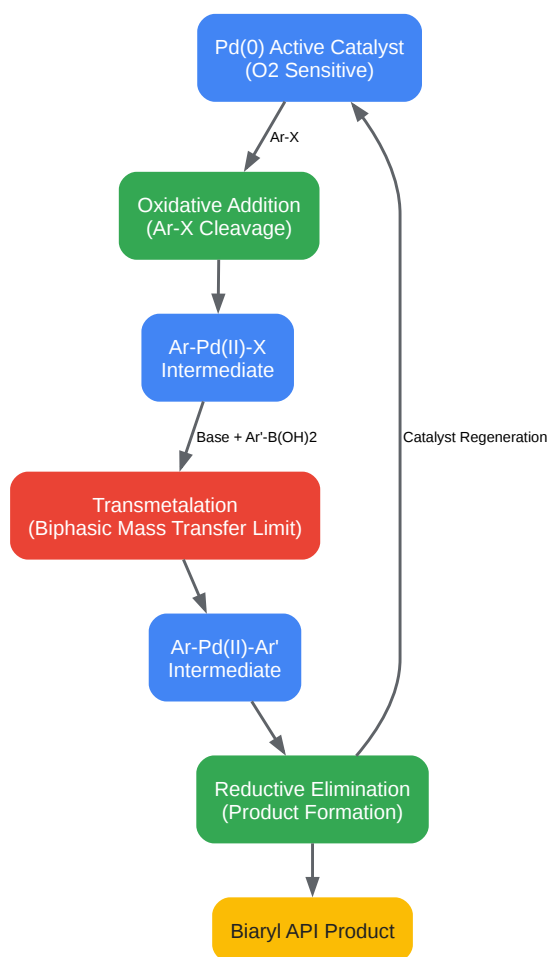 Pd(0) Active Catalyst
(O2 Sensitive)
Ar-X
Oxidative Addition
(Ar-X Cleavage)
Ar-Pd(II)-X
Intermediate
Base + Ar'-B(OH)2
Catalyst Regeneration
Transmetalation
(Biphasic Mass Transfer Limit)
Ar-Pd(II)-Ar'
Intermediate
Reductive Elimination
(Product Formation)
Biaryl API Product